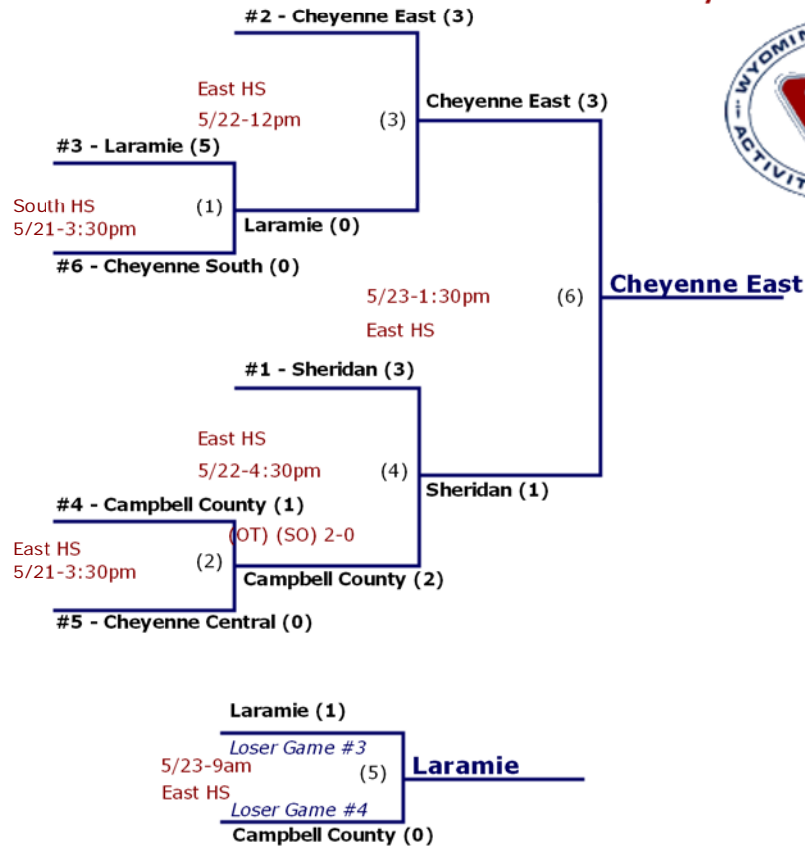 #2 - Cheyenne East (3)
WYOMIN
ACTIVIT
East HS
5/22-12pm
(3)
Cheyenne East (3)
#3 - Laramie (5)
South HS
5/21-3:30pm
(1)
Laramie (0)
#6 - Cheyenne South (0)
5/23-1:30pm
(6)
Cheyenne East
East HS
#1 - Sheridan (3)
East HS
5/22-4:30pm
(4)
Sheridan (1)
#4 - Campbell County (1)
(OT) (SO) 2-0
East HS
5/21-3:30pm
(2)
Campbell County (2)
#5 - Cheyenne Central (0)
Laramie (1)
Loser Game #3
5/23-9am
(5)
Laramie
East HS
Loser Game #4
Campbell County (0)